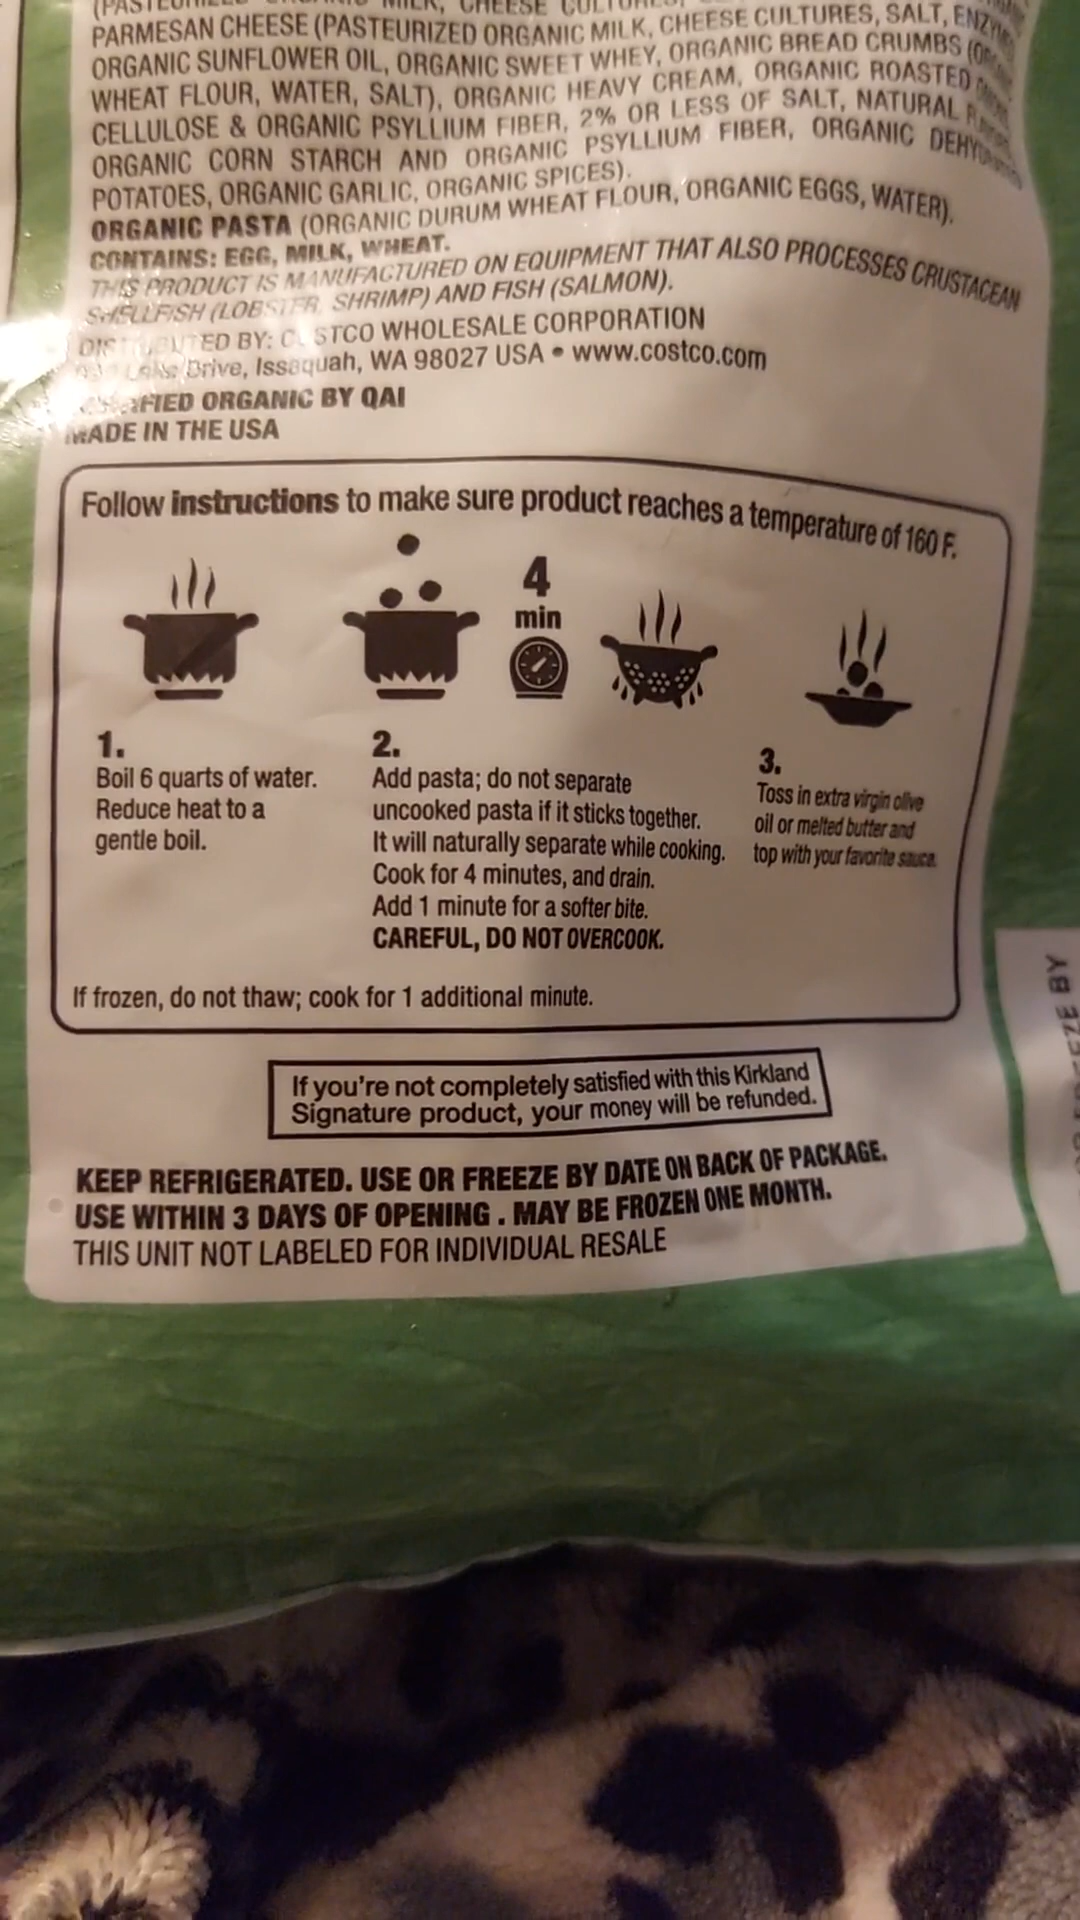 MILK, CHEESE
PARMESAN CHEESE (PASTEURIZED ORGANIC MILK, CHEESE CULTURES, SALT, ENZYMES
ORGANIC SUNFLOWER OIL, ORGANIC SWEET WHEY, ORGANIC BREAD CRUMBS
WHEAT FLOUR, WATER, SALT), ORGANIC HEAVY CREAM, ORGANIC ROASTED
CELLULOSE & ORGANIC PSYLLIUM FIBER, 2% OR LESS OF SALT, NATURAL
ORGANIC CORN STARCH AND ORGANIC PSYLLIUM FIBER, ORGANIC DEHYDRATED
POTATOES, ORGANIC GARLIC, ORGANIC SPICES).
ORGANIC PASTA (ORGANIC DURUM WHEAT FLOUR, ORGANIC EGGS, WATER).
CONTAINS: EGG, MILK, WHEAT.
THIS PRODUCT IS MANUFACTURED ON EQUIPMENT THAT ALSO PROCESSES CRUSTACEAN
SHELLFISH (LOBSTER, SHRIMP) AND FISH (SALMON).
DISTRIBUTED BY: COSTCO WHOLESALE CORPORATION
Lake Drive, Issaquah, WA 98027 USA • www.costco.com
CERTIFIED ORGANIC BY QAI
MADE IN THE USA
Follow instructions to make sure product reaches a temperature of 160 F.
4
min
1.
Boil 6 quarts of water.
Reduce heat to a
gentle boil.
2.
Add pasta; do not separate
uncooked pasta if it sticks together.
It will naturally separate while cooking.
Cook for 4 minutes, and drain.
Add 1 minute for a softer bite.
CAREFUL, DO NOT OVERCOOK.
3.
Toss in extra virgin olive
oil or melted butter and
top with your favorite sauce.
If frozen, do not thaw; cook for 1 additional minute.
If you're not completely satisfied with this Kirkland
Signature product, your money will be refunded.
KEEP REFRIGERATED. USE OR FREEZE BY DATE ON BACK OF PACKAGE.
USE WITHIN 3 DAYS OF OPENING . MAY BE FROZEN ONE MONTH.
THIS UNIT NOT LABELED FOR INDIVIDUAL RESALE
FREEZE BY